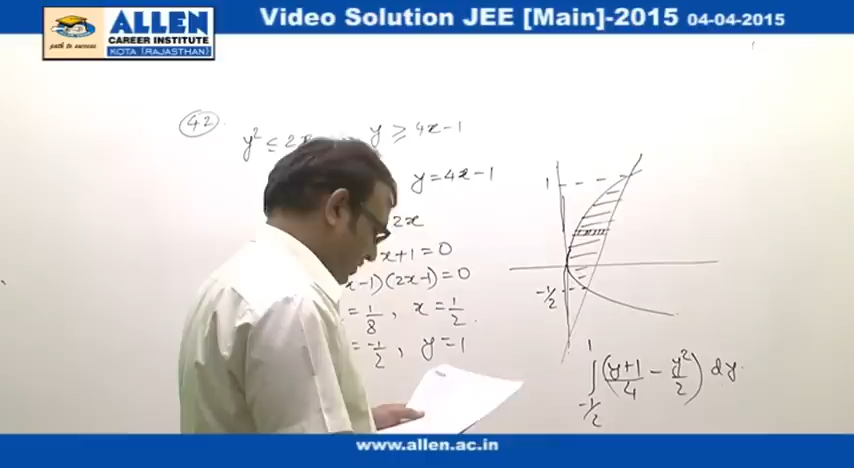 path to success
ALLEN
CAREER INSTITUTE
KOTA (RAJASTHAN)
Video Solution JEE [Main]-2015 04-04-2015
42
y² ≤ 2x y ≥ 4x-1
y=4x-1
2x
x+1=0
x-1)(2x-1)=0
=1/8, x=1/2.
=-1/2, y=1
1
-1/2
∫_{-1/2}^{1} ((y+1)/4 - y²/2) dy.
www.allen.ac.in